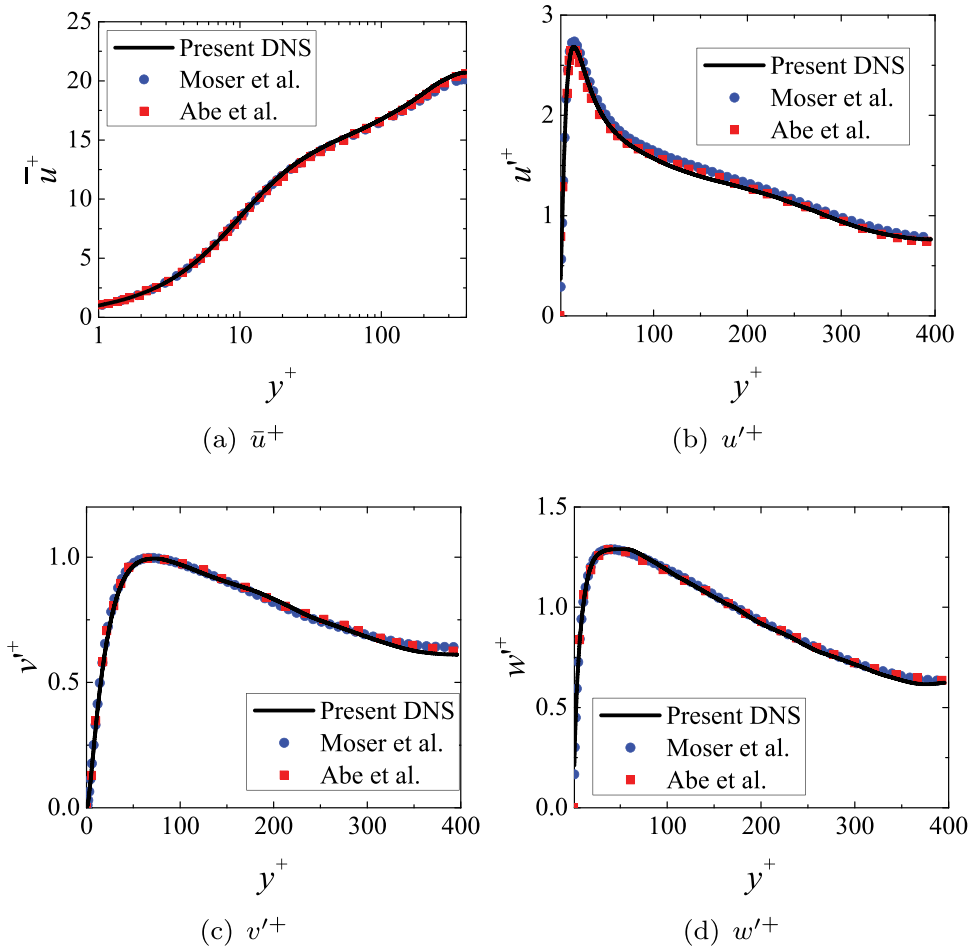 25
20
15
10
5
0
1
10
100
Present DNS
Moser et al.
Abe et al.
u̅⁺
y⁺
(a) ū⁺
3
2
1
0
100
200
300
400
Present DNS
Moser et al.
Abe et al.
u'⁺
y⁺
(b) u′⁺
1.0
0.5
0.0
0
100
200
300
400
Present DNS
Moser et al.
Abe et al.
v'⁺
y⁺
(c) v′⁺
1.5
1.0
0.5
0.0
100
200
300
400
Present DNS
Moser et al.
Abe et al.
w'⁺
y⁺
(d) w′⁺